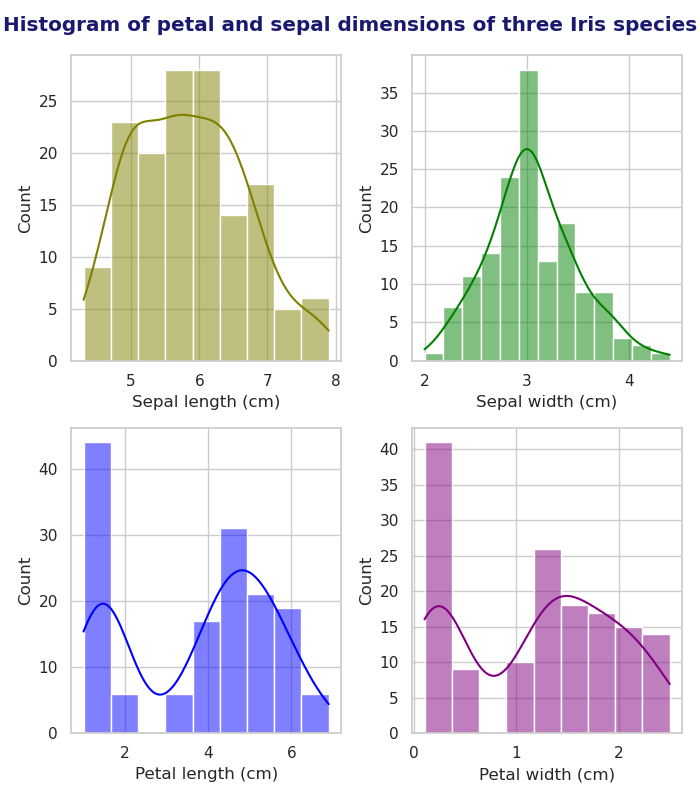 Histogram of petal and sepal dimensions of three Iris species
Count
25
20
15
10
5
0
5 6 7 8
Sepal length (cm)
Count
35
30
25
20
15
10
5
0
2 3 4
Sepal width (cm)
Count
40
30
20
10
0
2 4 6
Petal length (cm)
Count
40
35
30
25
20
15
10
5
0
0 1 2
Petal width (cm)